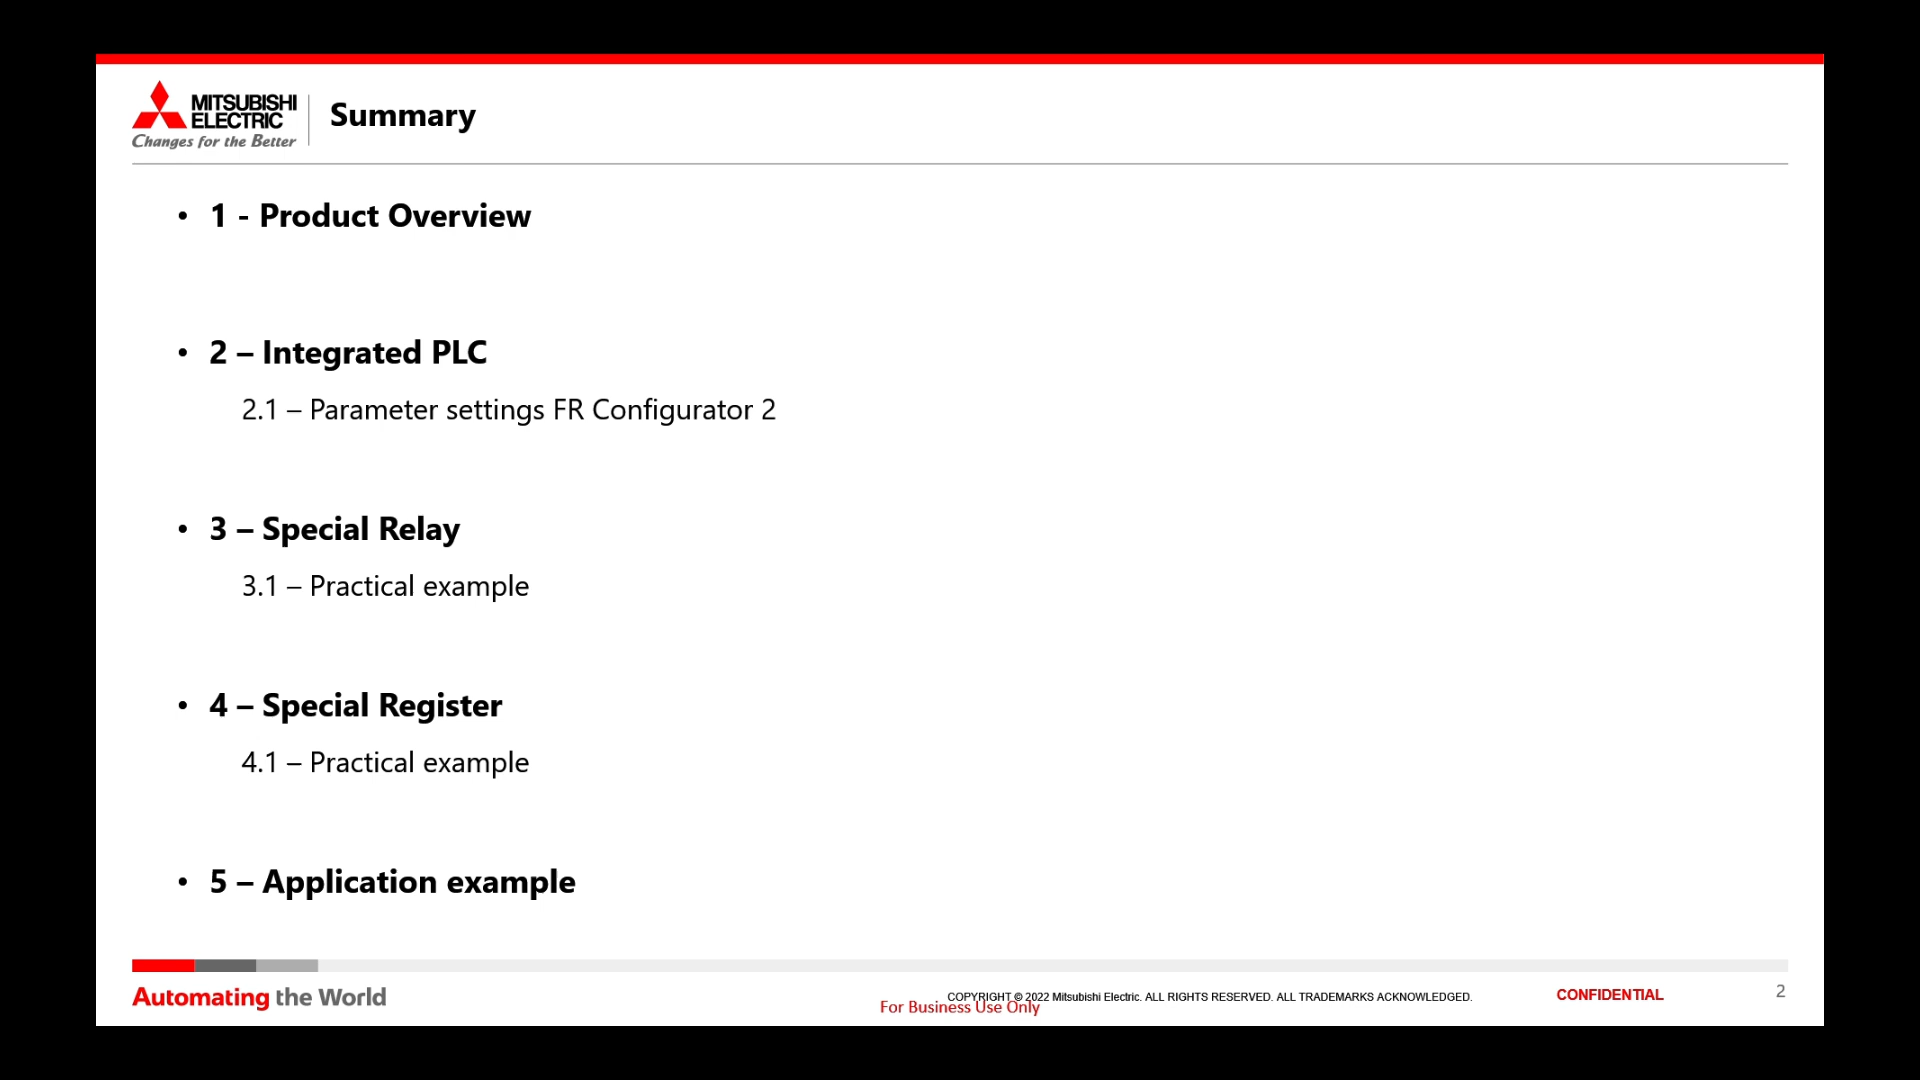 MITSUBISHI
ELECTRIC
Changes for the Better
Summary
• 1 - Product Overview
• 2 – Integrated PLC
2.1 – Parameter settings FR Configurator 2
• 3 – Special Relay
3.1 – Practical example
• 4 – Special Register
4.1 – Practical example
• 5 – Application example
Automating the World
COPYRIGHT © 2022 Mitsubishi Electric. ALL RIGHTS RESERVED. ALL TRADEMARKS ACKNOWLEDGED.
For Business Use Only
CONFIDENTIAL
2